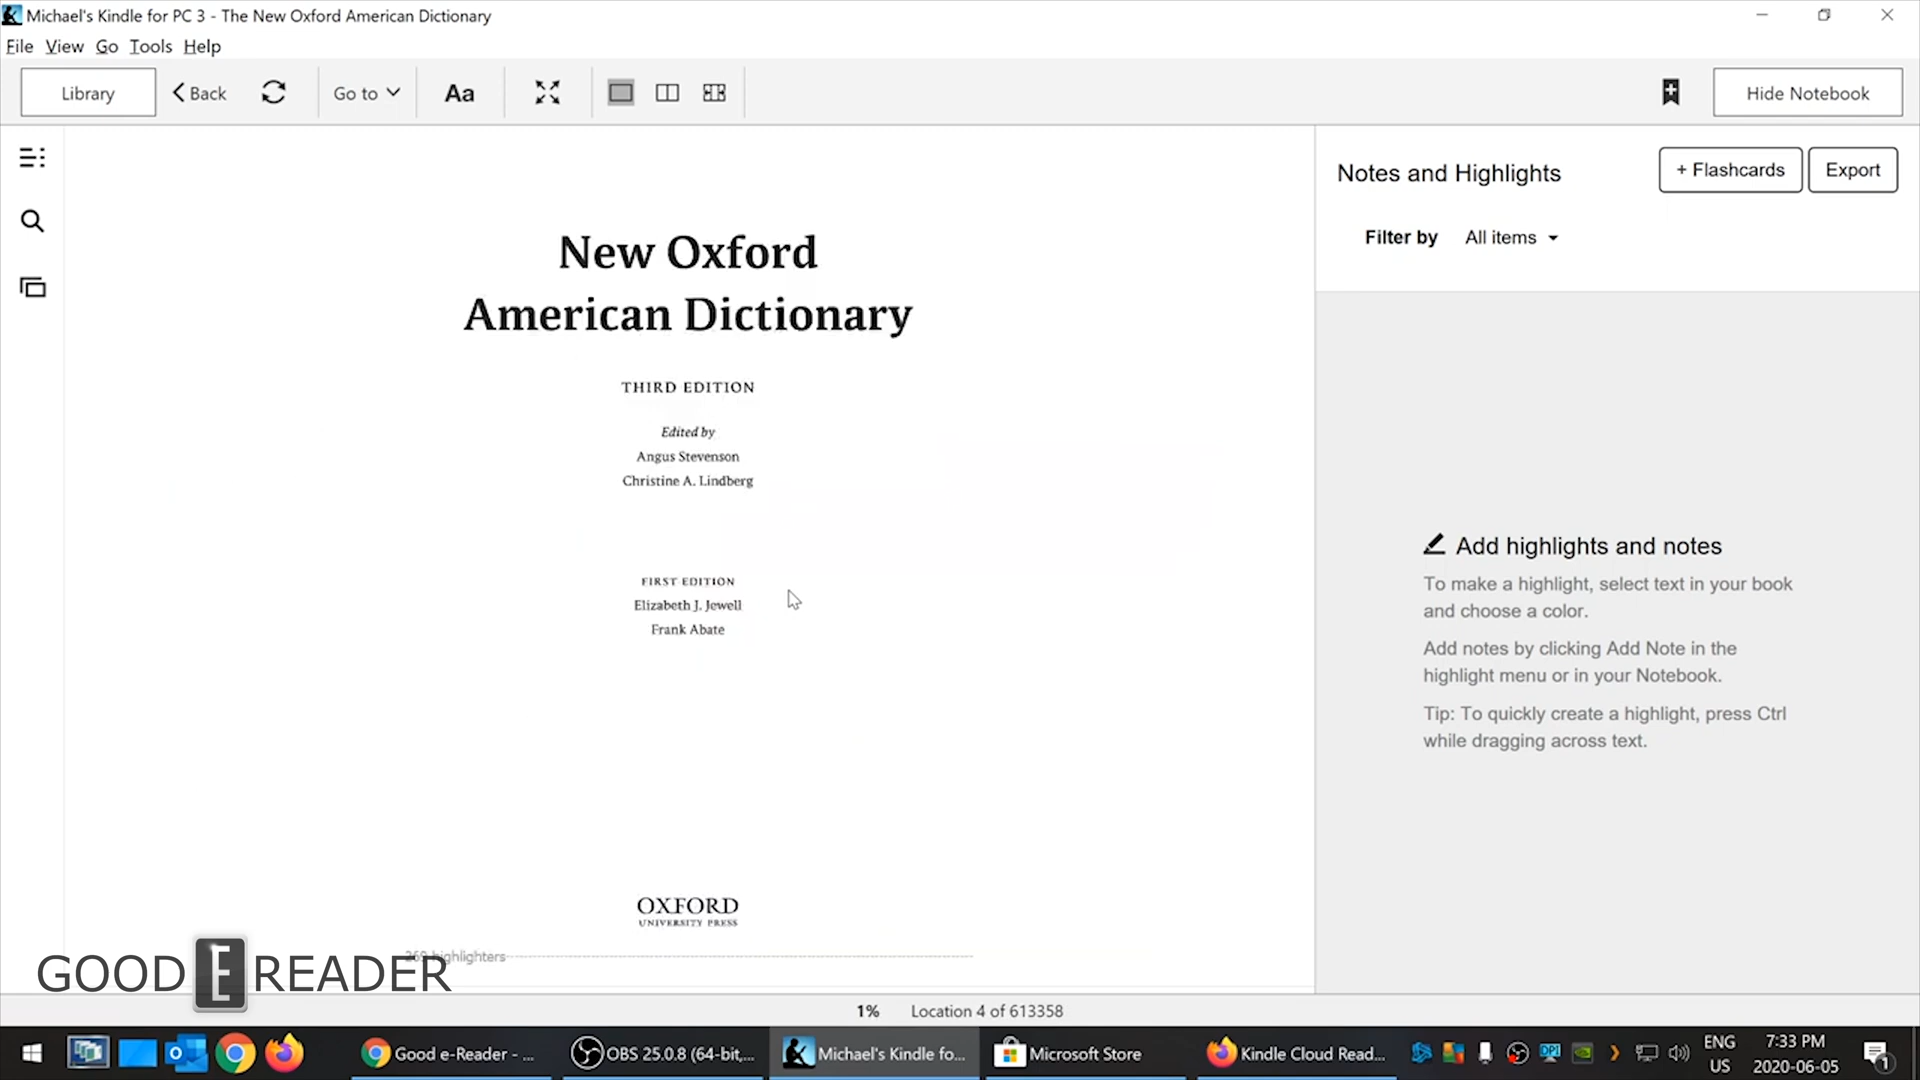 Michael's Kindle for PC 3 - The New Oxford American Dictionary
File View Go Tools Help
Library
Back
Go to
Aa
Hide Notebook
Notes and Highlights
+ Flashcards
Export
Filter by All items
New Oxford
American Dictionary
THIRD EDITION
Edited by
Angus Stevenson
Christine A. Lindberg
FIRST EDITION
Elizabeth J. Jewell
Frank Abate
OXFORD
UNIVERSITY PRESS
highlighters
Add highlights and notes
To make a highlight, select text in your book
and choose a color.
Add notes by clicking Add Note in the
highlight menu or in your Notebook.
Tip: To quickly create a highlight, press Ctrl
while dragging across text.
GOOD E READER
1% Location 4 of 613358
Good e-Reader - ...
OBS 25.0.8 (64-bit,...
Michael's Kindle fo...
Microsoft Store
Kindle Cloud Read...
DPI
ENG
US
7:33 PM
2020-06-05
1